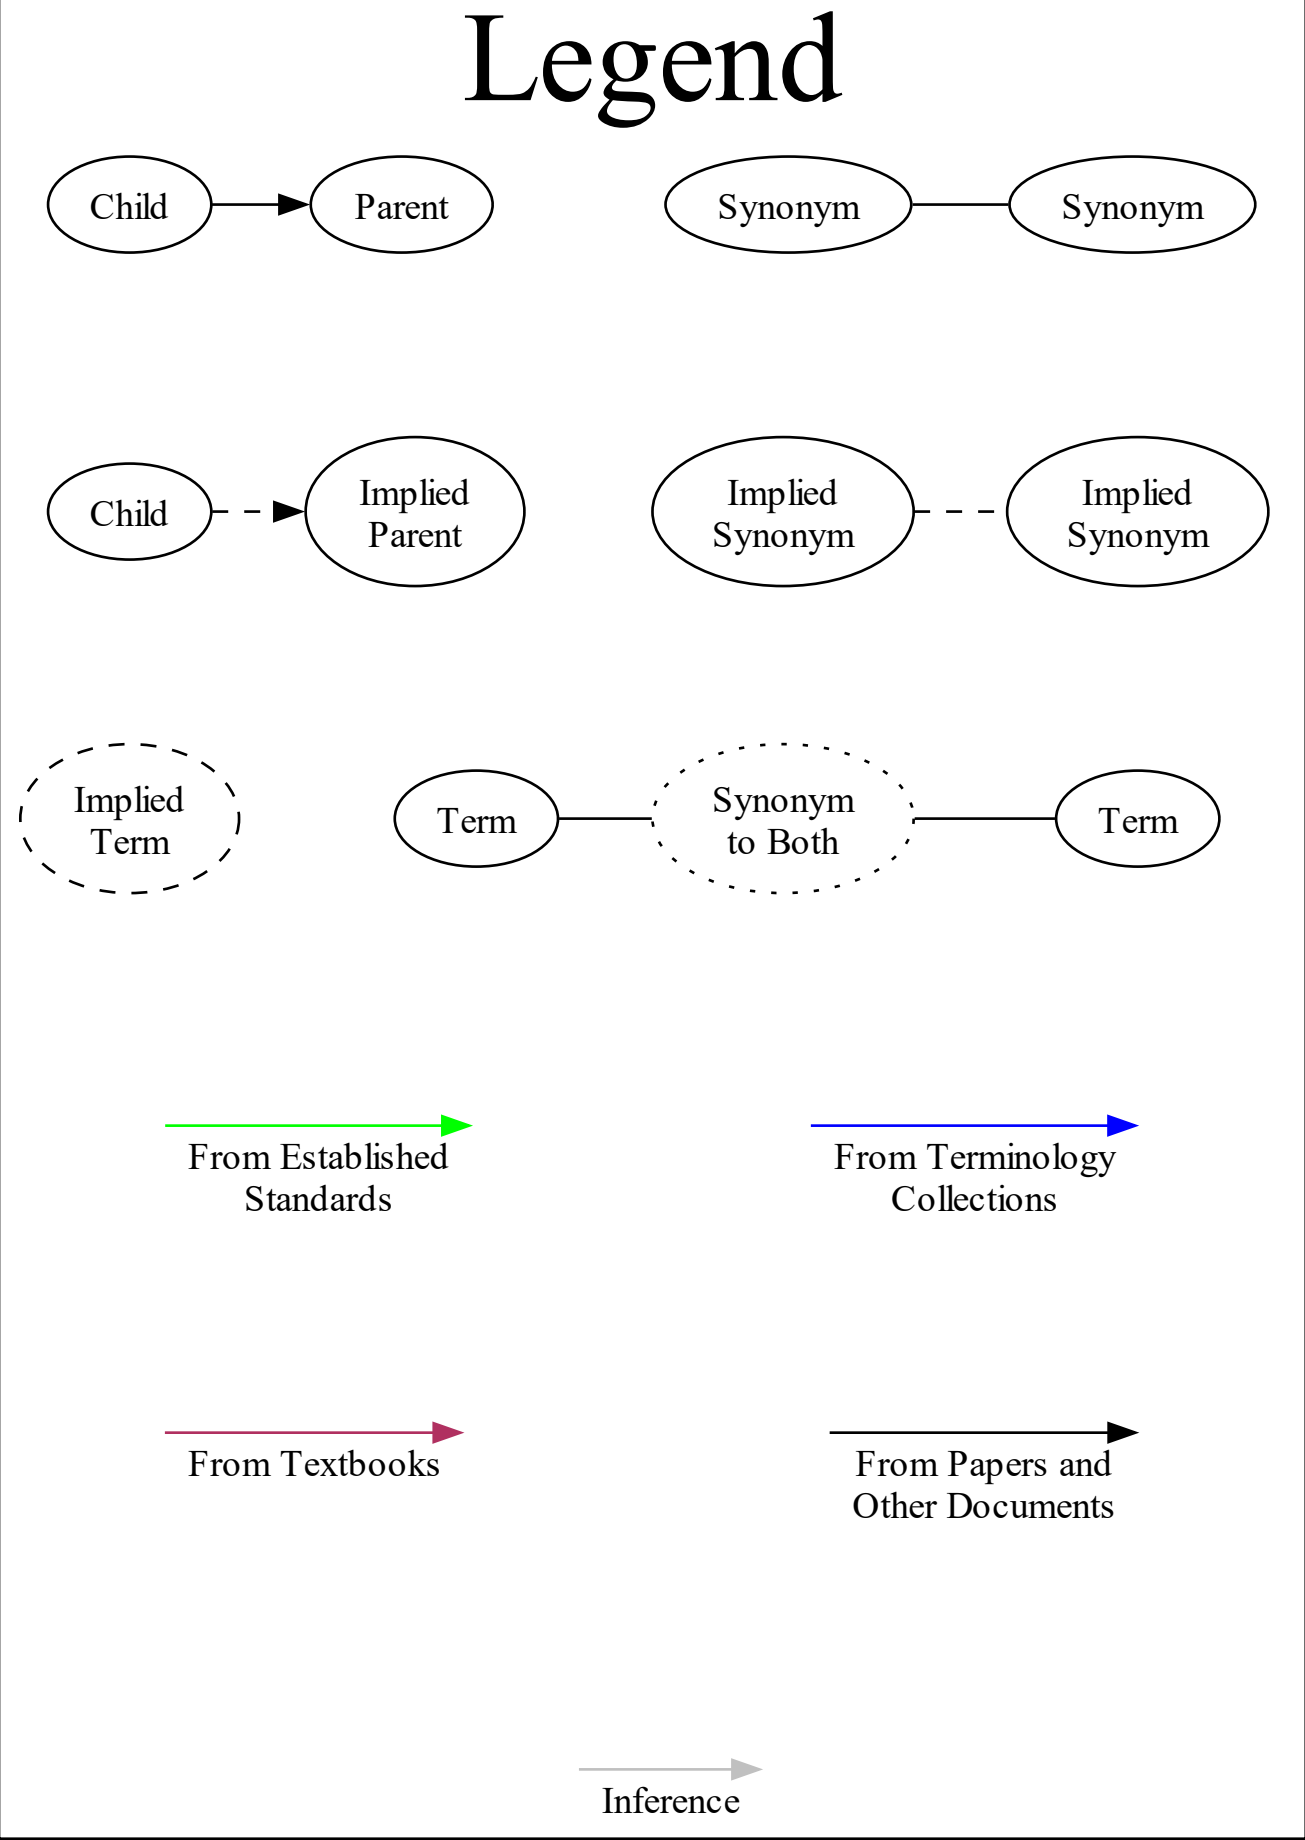 Legend
Child
Parent
Synonym
Synonym
Child
Implied
Parent
Implied
Synonym
Implied
Synonym
Implied
Term
Term
Synonym
to Both
Term
From Established
Standards
From Terminology
Collections
From Textbooks
From Papers and
Other Documents
Inference